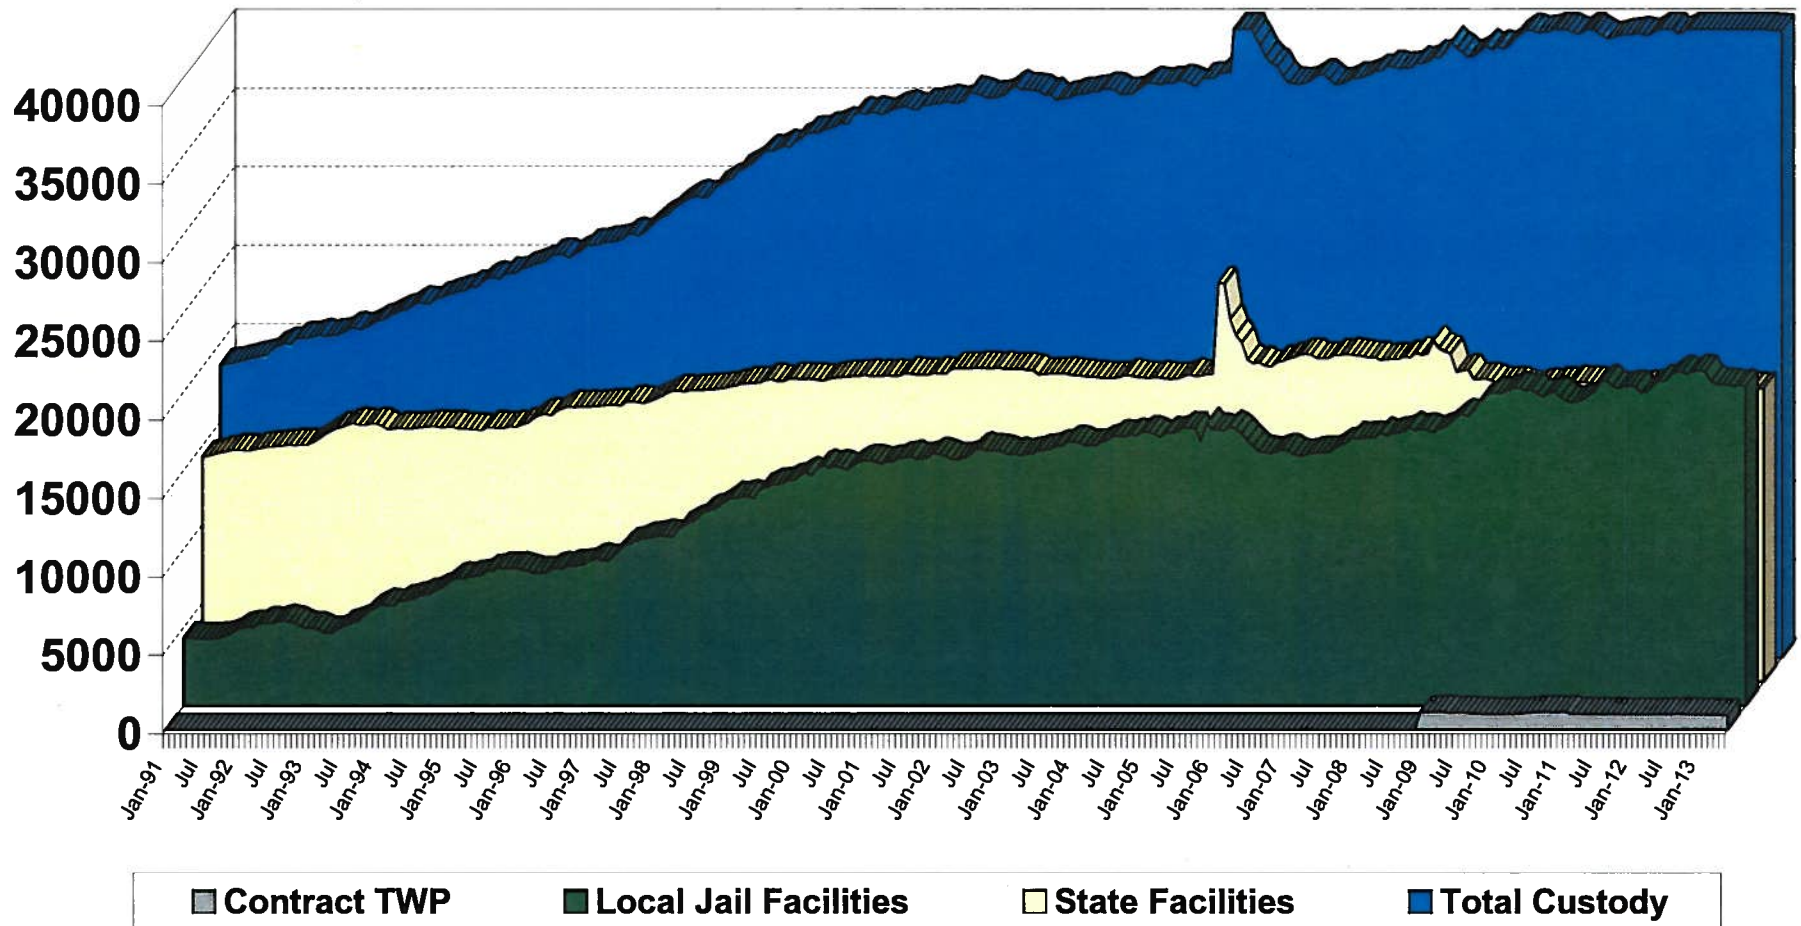 40000
35000
30000
25000
20000
15000
10000
5000
0
Jan-91
Jul
Jan-92
Jul
Jan-93
Jul
Jan-94
Jul
Jan-95
Jul
Jan-96
Jul
Jan-97
Jul
Jan-98
Jul
Jan-99
Jul
Jan-00
Jul
Jan-01
Jul
Jan-02
Jul
Jan-03
Jul
Jan-04
Jul
Jan-05
Jul
Jan-06
Jul
Jan-07
Jul
Jan-08
Jul
Jan-09
Jul
Jan-10
Jul
Jan-11
Jul
Jan-12
Jul
Jan-13
Contract TWP Local Jail Facilities State Facilities Total Custody